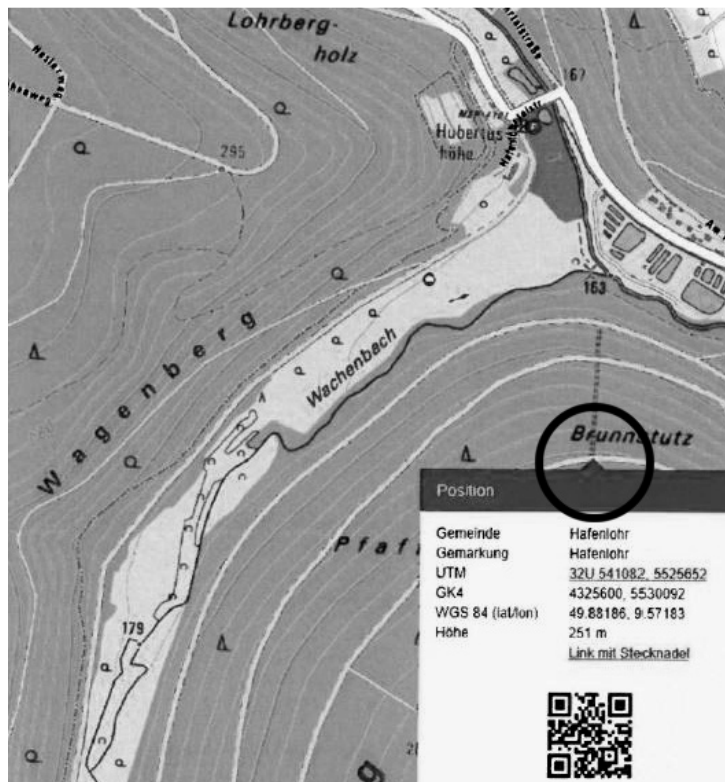 Lohrberg-
holz
167
Hubertus
höhe
295
163
Wagenberg
Wachenbach
Brunnstutz
Pfaff
179
Position
Gemeinde Hafenlohr
Gemarkung Hafenlohr
UTM 32U 541082, 5525652
GK4 4325600, 5530092
WGS 84 (lat/lon) 49.88186, 9.57183
Höhe 251 m
Link mit Stecknadel
g